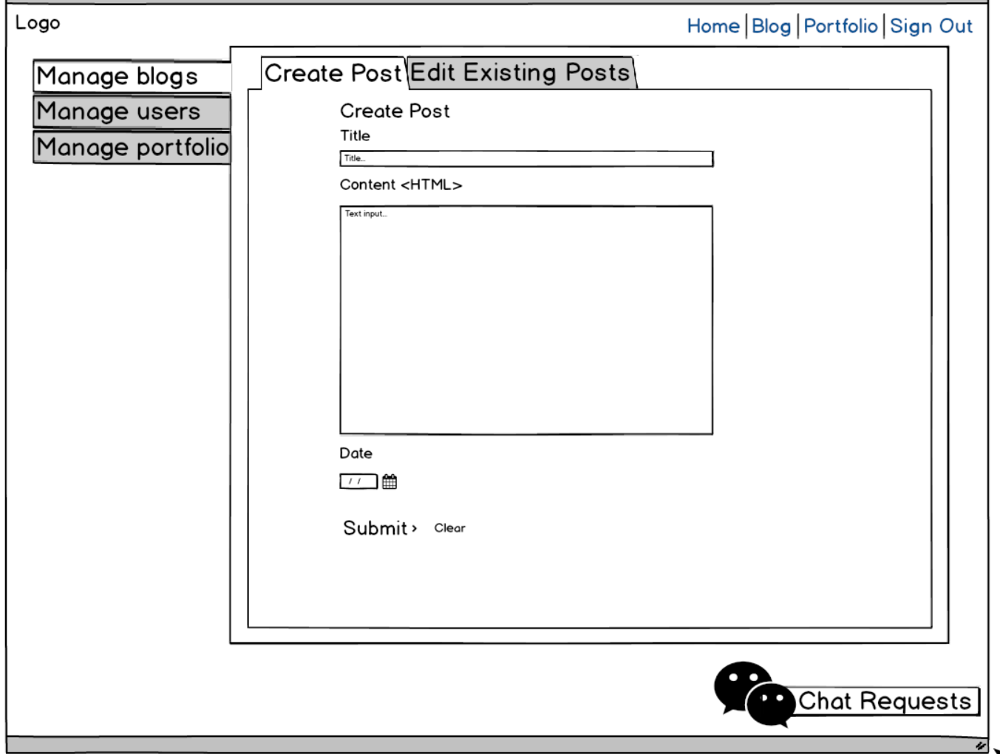 Logo
Home Blog Portfolio Sign Out
Manage blogs
Manage users
Manage portfolio
Create Post Edit Existing Posts
Create Post
Title
Title...
Content <HTML>
Text input...
Date
/ /
Submit › Clear
Chat Requests